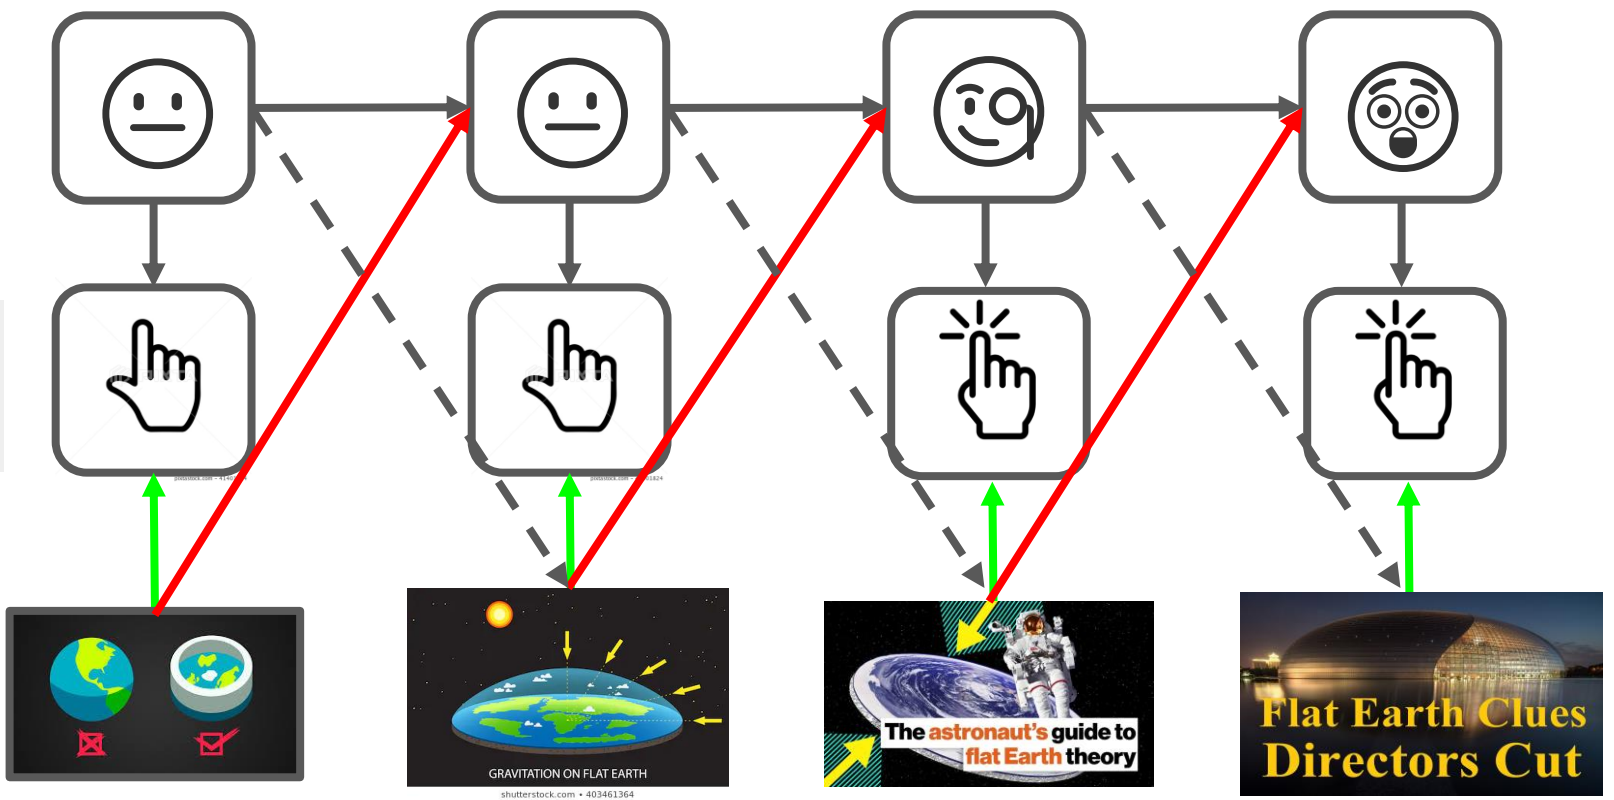 GRAVITATION ON FLAT EARTH
shutterstock.com • 403461364
The astronaut's guide to
flat Earth theory
Flat Earth Clues
Directors Cut